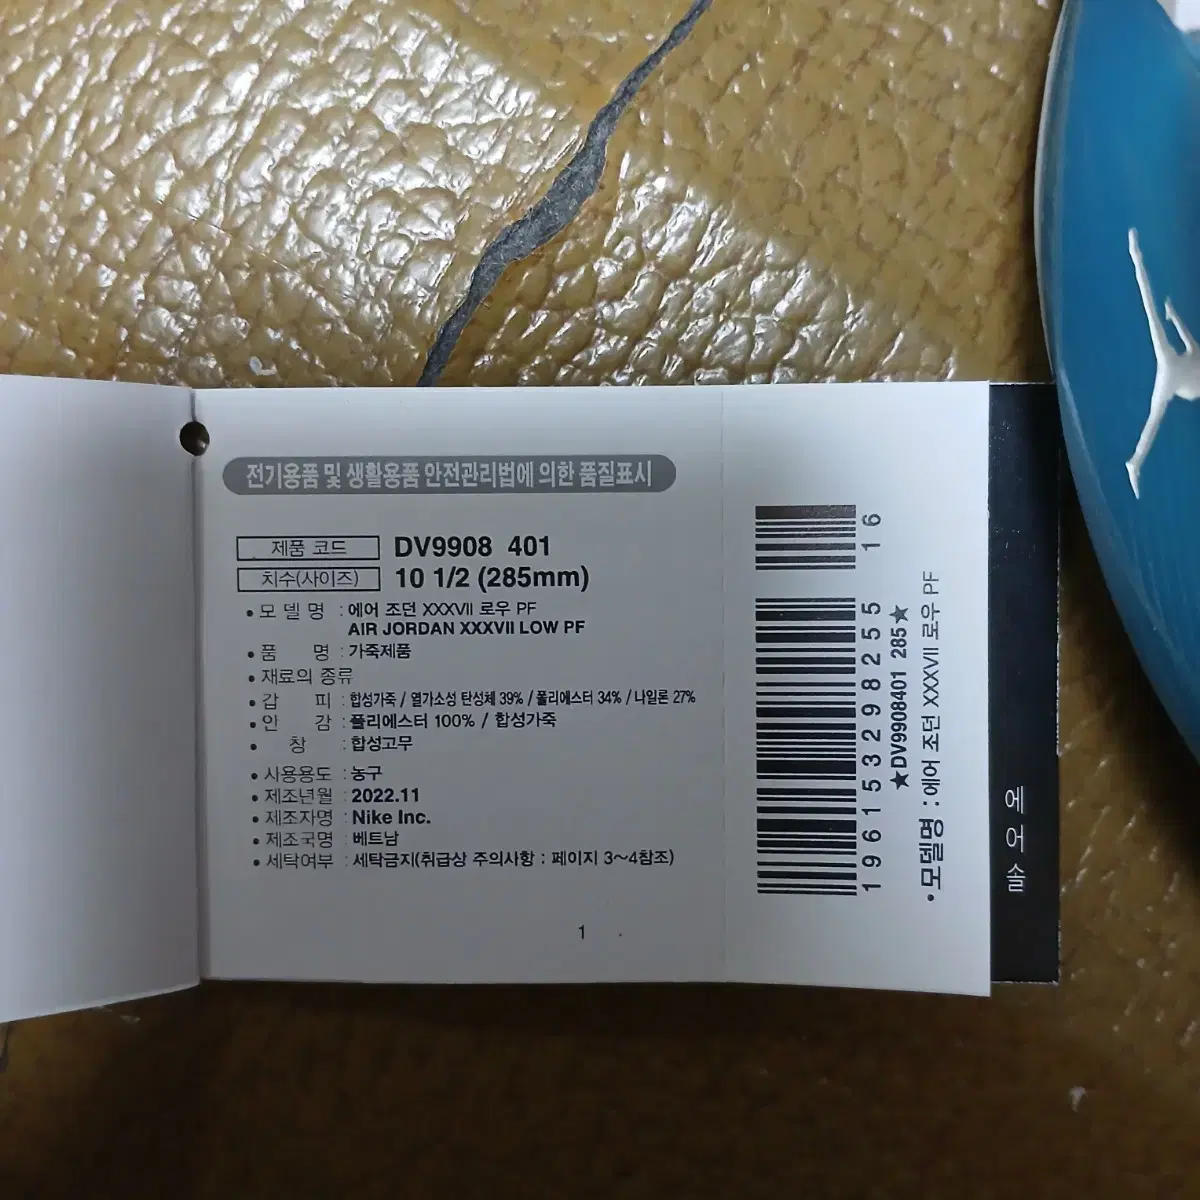 전기용품 및 생활용품 안전관리법에 의한 품질표시
제품 코드 DV9908 401
치수(사이즈) 10 1/2 (285mm)
• 모 델 명 : 에어 조던 XXXVII 로우 PF
AIR JORDAN XXXVII LOW PF
• 품 명 : 가죽제품
• 재료의 종류
• 갑 피 : 합성가죽 / 열가소성 탄성체 39% / 폴리에스터 34% / 나일론 27%
• 안 감 : 폴리에스터 100% / 합성가죽
• 창 : 합성고무
• 사용용도 : 농구
• 제조년월 : 2022.11
• 제조자명 : Nike Inc.
• 제조국명 : 베트남
• 세탁여부 : 세탁금지(취급상 주의사항 : 페이지 3~4참조)
1
196153298255 16
★DV9908401 285★
• 모델명 : 에어 조던 XXXVII 로우 PF
에어솔